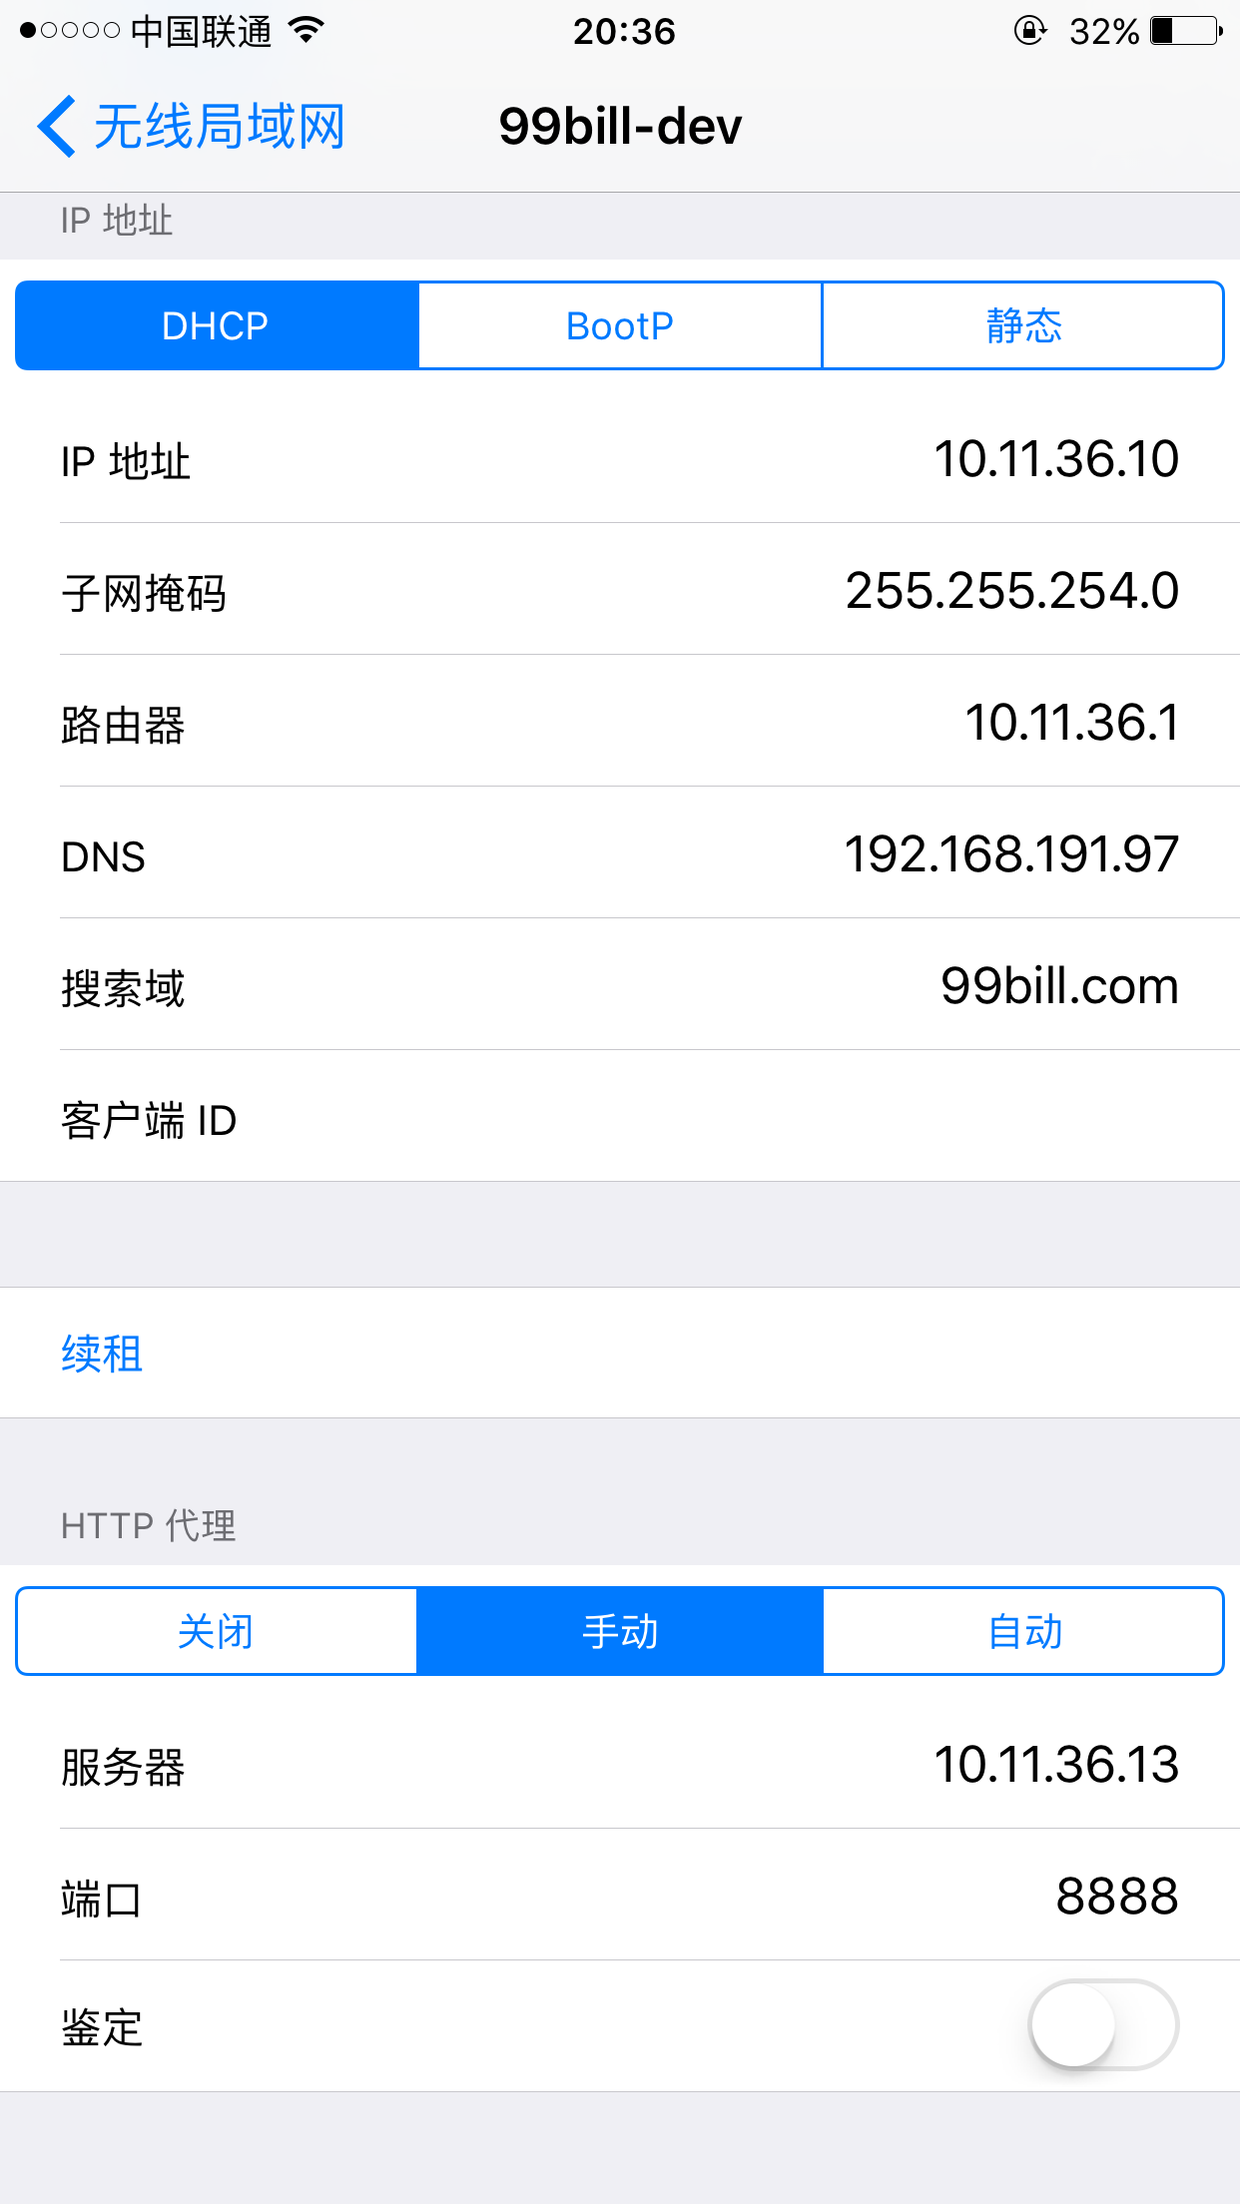 中国联通 20:36 32%
无线局域网 99bill-dev
IP 地址
DHCP BootP 静态
IP 地址 10.11.36.10
子网掩码 255.255.254.0
路由器 10.11.36.1
DNS 192.168.191.97
搜索域 99bill.com
客户端 ID
续租
HTTP 代理
关闭 手动 自动
服务器 10.11.36.13
端口 8888
鉴定